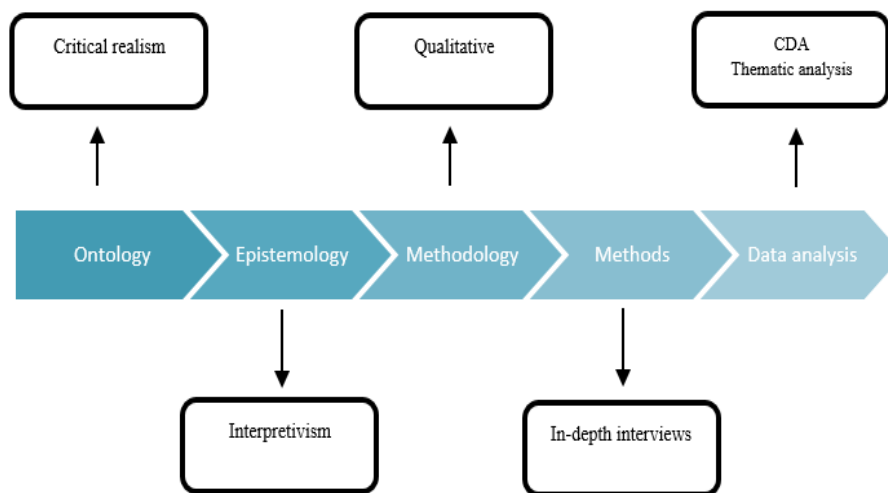 Critical realism
Qualitative
CDA
Thematic analysis
Ontology
Epistemology
Methodology
Methods
Data analysis
Interpretivism
In-depth interviews